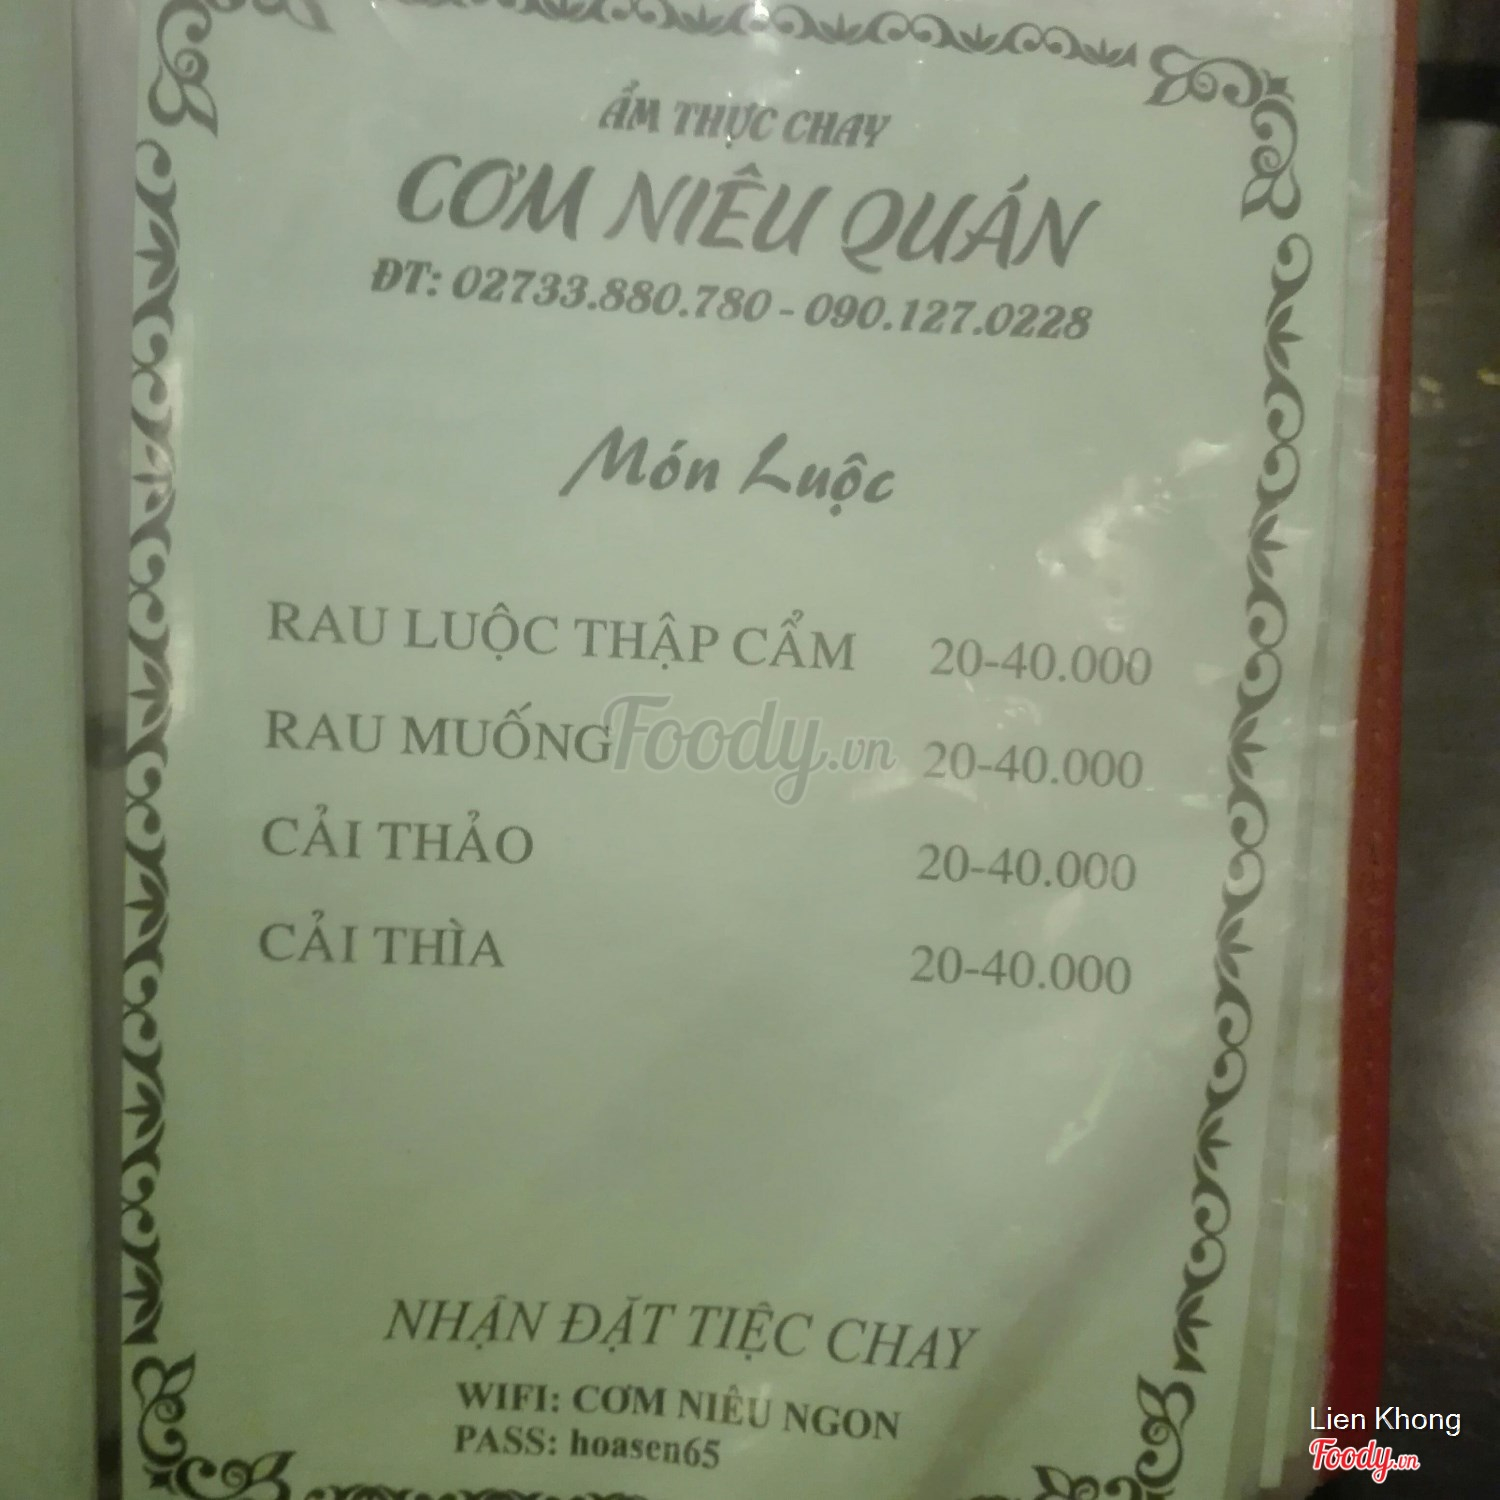 ẨM THỰC CHAY
CƠM NIÊU QUÁN
ĐT: 02733.880.780 - 090.127.0228
Món Luộc
RAU LUỘC THẬP CẨM 20-40.000
RAU MUỐNG 20-40.000
CẢI THẢO 20-40.000
CẢI THÌA 20-40.000
Foody.vn
NHẬN ĐẶT TIỆC CHAY
WIFI: CƠM NIÊU NGON
PASS: hoasen65
Lien Khong
Foody.vn